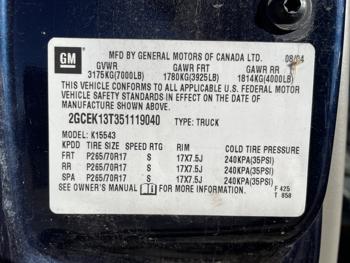 GM
MFD BY GENERAL MOTORS OF CANADA LTD. 08/04
GVWR GAWR FRT GAWR RR
3175KG(7000LB) 1780KG(3925LB) 1814KG(4000LB)
THIS VEHICLE CONFORMS TO ALL APPLICABLE U.S. FEDERAL MOTOR
VEHICLE SAFETY STANDARDS IN EFFECT ON THE DATE OF
MANUFACTURE SHOWN ABOVE.
2GCEK13T351119040 TYPE: TRUCK
MODEL: K15543
KPDD TIRE SIZE SPEED RTG RIM COLD TIRE PRESSURE
FRT P265/70R17 S 17X7.5J 240KPA(35PSI)
RR P265/70R17 S 17X7.5J 240KPA(35PSI)
SPA P265/70R17 S 17X7.5J 240KPA(35PSI)
SEE OWNER'S MANUAL FOR MORE INFORMATION. F 425
T 858